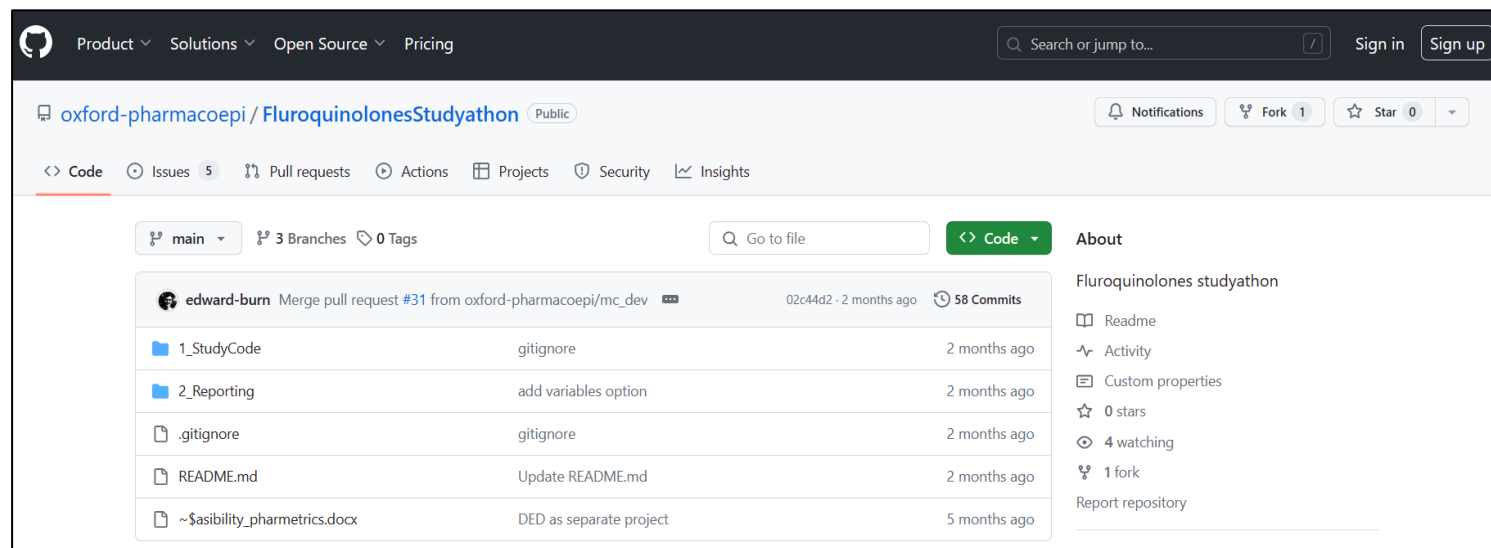 Product Solutions Open Source Pricing Search or jump to... / Sign in Sign up
oxford-pharmacoepi / FluroquinolonesStudyathon Public Notifications Fork 1 Star 0
Code Issues 5 Pull requests Actions Projects Security Insights
main 3 Branches 0 Tags Go to file Code
edward-burn Merge pull request #31 from oxford-pharmacoepi/mc_dev 02c44d2 · 2 months ago 58 Commits
1_StudyCode gitignore 2 months ago
2_Reporting add variables option 2 months ago
.gitignore gitignore 2 months ago
README.md Update README.md 2 months ago
~$asibility_pharmetrics.docx DED as separate project 5 months ago
About
Fluroquinolones studyathon
Readme
Activity
Custom properties
0 stars
4 watching
1 fork
Report repository